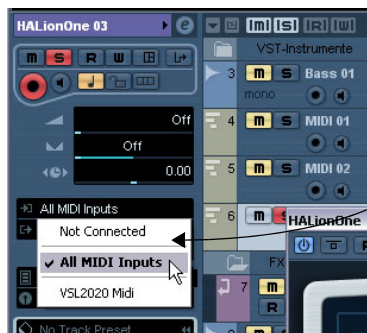 HALionOne 03
m S R W
Off
Off
0.00
All MIDI Inputs
Not Connected
✓ All MIDI Inputs
VSL2020 Midi
No Track Preset
m S R W
VST-Instrumente
3 m S Bass 01
mono
4 m S MIDI 01
5 m S MIDI 02
6 m S
HALionOne
FX
7 m
R